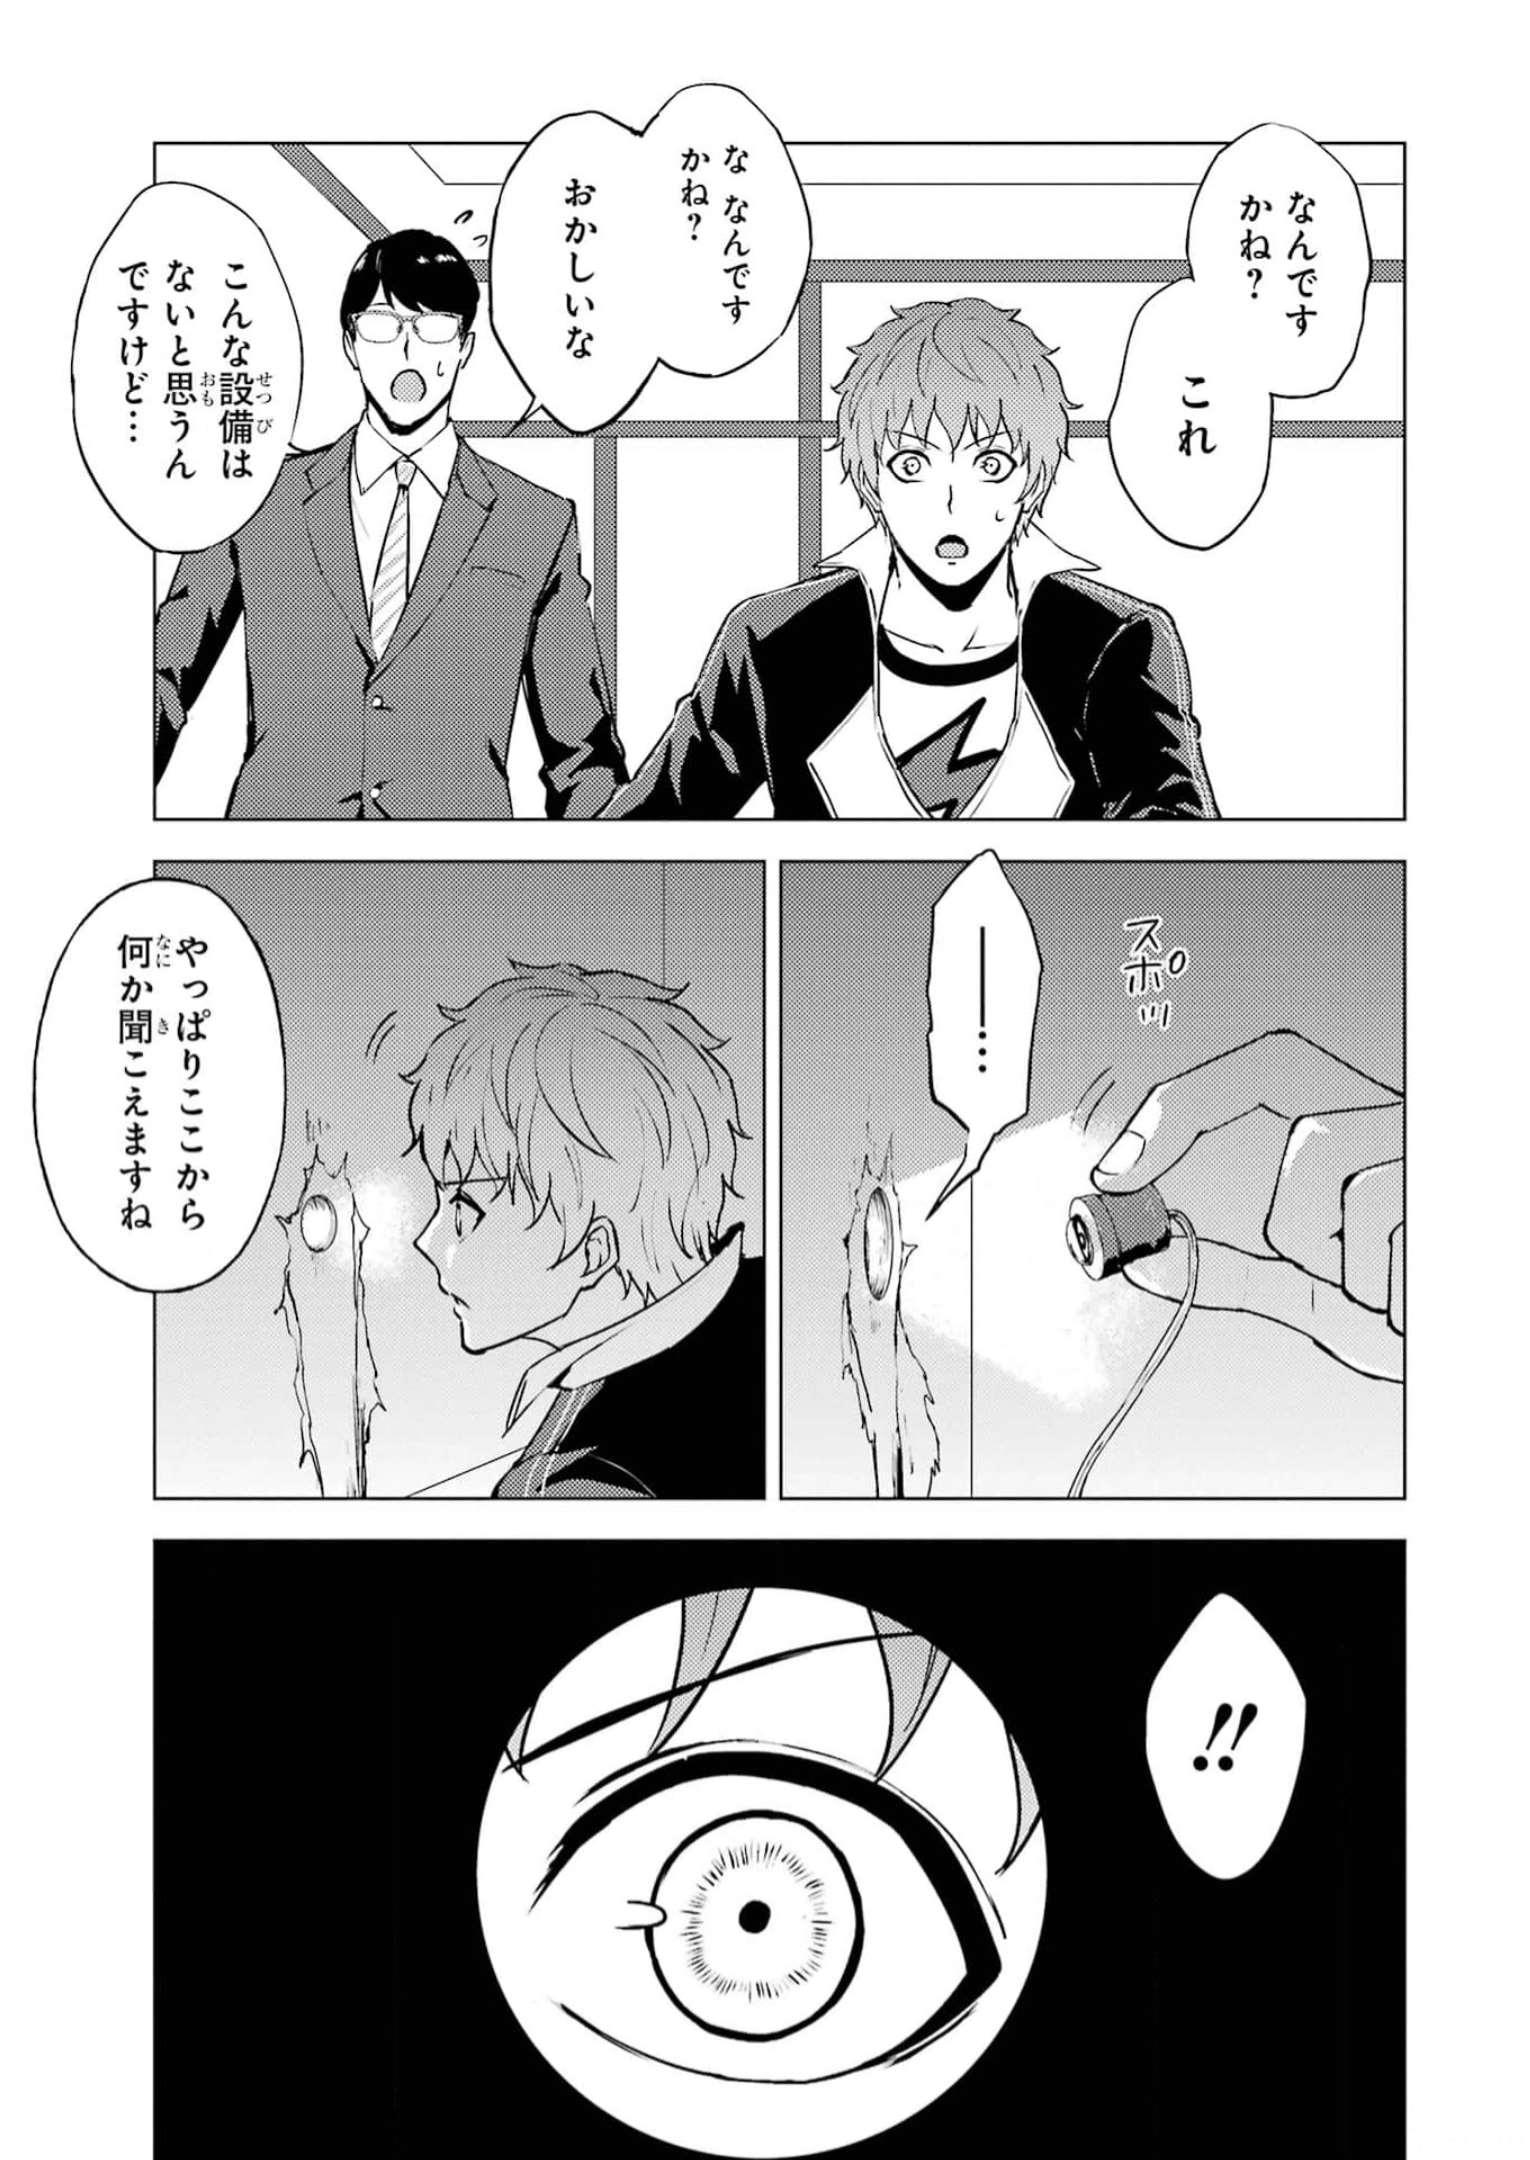 なんです
かね?
これ
な なんです
かね?
おかしいな
こんな設備は
ないと思うん
ですけど…
スポッ
──…
やっぱりここから
何か聞こえますね
!!